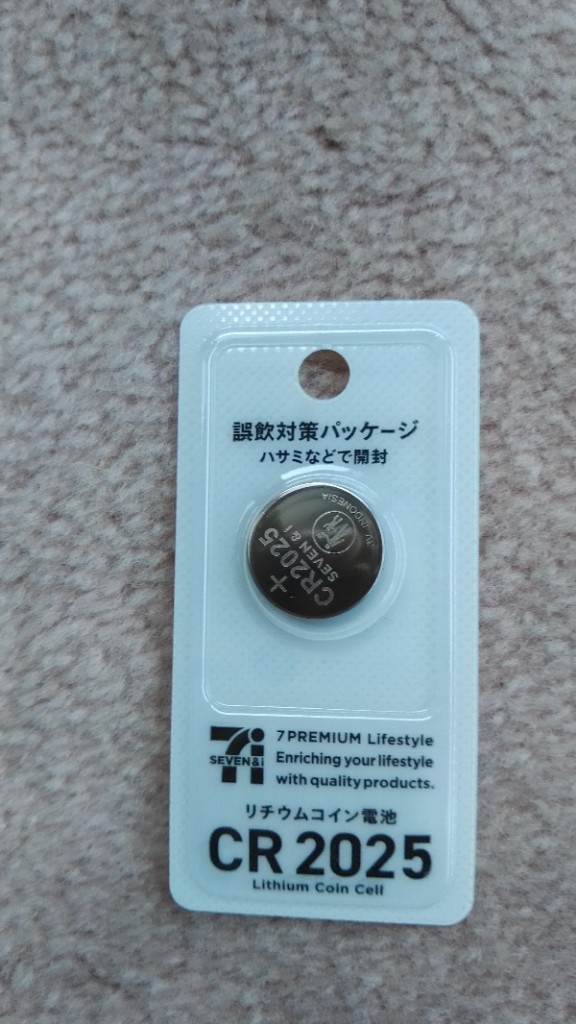 誤飲対策パッケージ
ハサミなどで開封
INDONESIA
SEVEN & i
CR2025
+
SEVEN & i
7PREMIUM Lifestyle
Enriching your lifestyle
with quality products.
リチウムコイン電池
CR 2025
Lithium Coin Cell